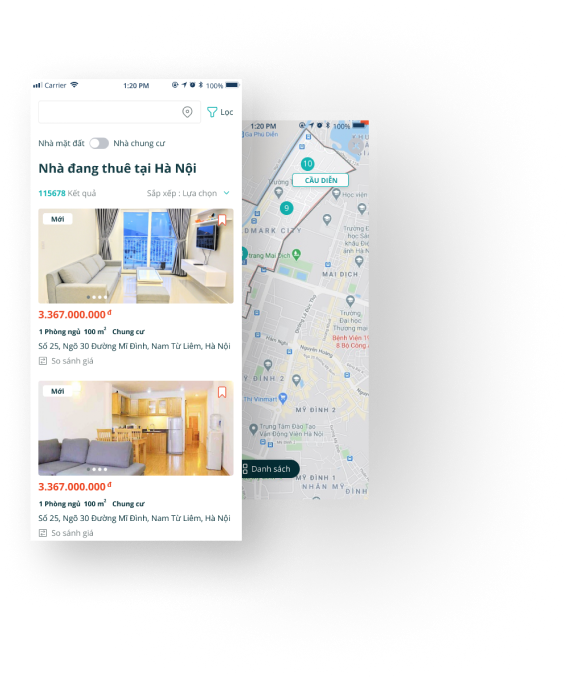 Carrier
1:20 PM
100%
Lọc
Nhà mặt đất
Nhà chung cư
Nhà đang thuê tại Hà Nội
115678 Kết quả
Sắp xếp : Lựa chọn
Mới
3.367.000.000 đ
1 Phòng ngủ 100 m² Chung cư
Số 25, Ngõ 30 Đường Mĩ Đình, Nam Từ Liêm, Hà Nội
So sánh giá
Mới
3.367.000.000 đ
1 Phòng ngủ 100 m² Chung cư
Số 25, Ngõ 30 Đường Mĩ Đình, Nam Từ Liêm, Hà Nội
So sánh giá
1:20 PM
100%
Cầu Diễn
10
CẦU DIỄN
Trường
Học viện
9
DMARK CITY
trang Mai Dịch
MAI DỊCH
Trường,
Đại học
Thương mại
Bệnh viện 19
8 Bộ Công
Hàm Nghi
Nguyễn Hoàng
MỸ ĐÌNH 2
Thị Vinmart
MỸ ĐÌNH 2
Trung Tâm Đào Tạo
Vận Động Viên Hà Nội
Danh sách
MỸ ĐÌNH 1
NHÂN MỸ
ĐÌNH